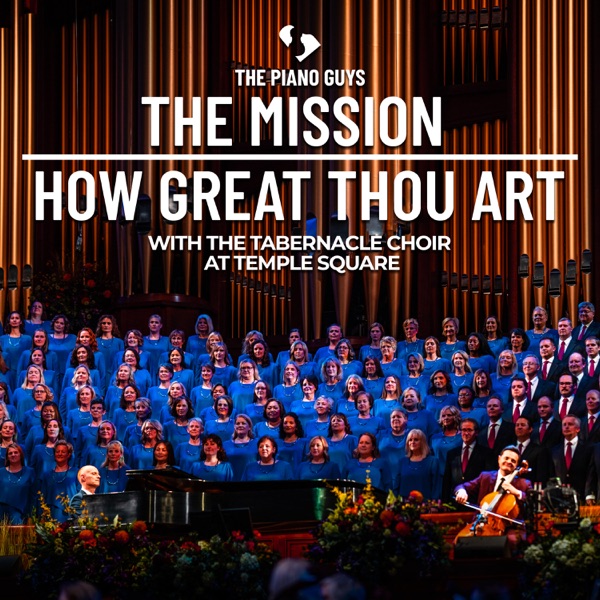 THE PIANO GUYS
THE MISSION
HOW GREAT THOU ART
WITH THE TABERNACLE CHOIR
AT TEMPLE SQUARE